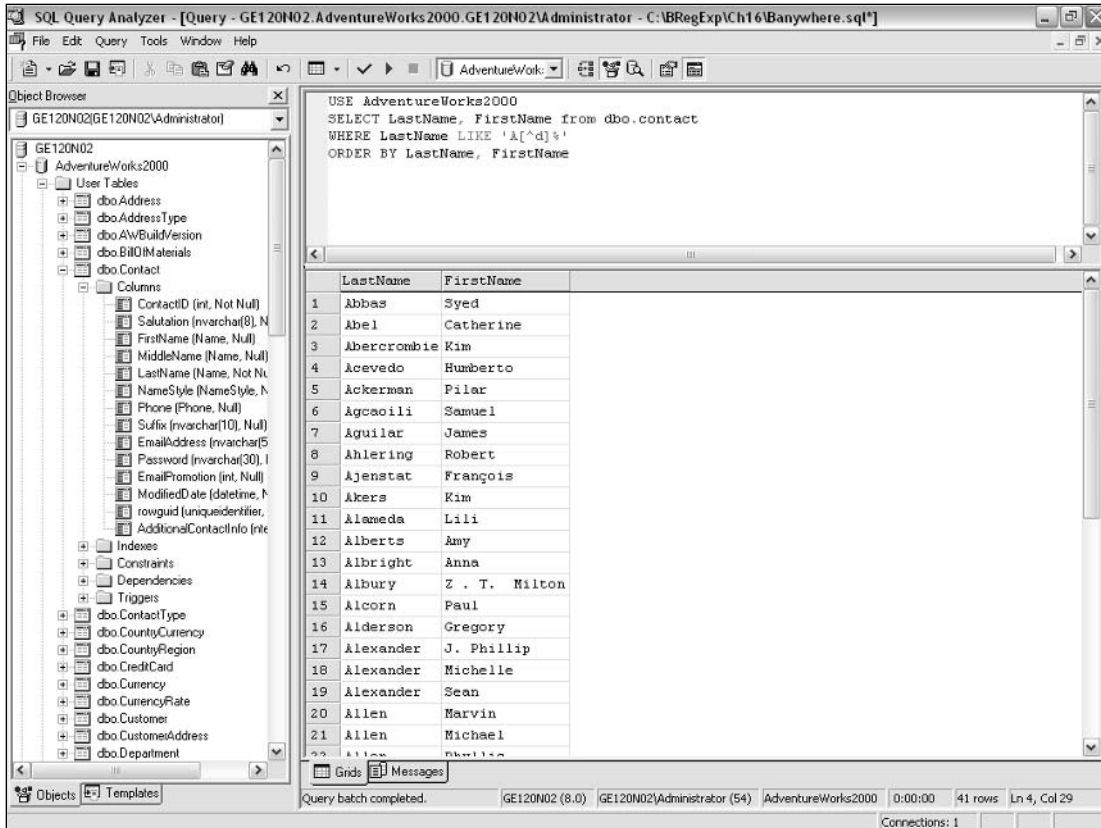 SQL Query Analyzer - [Query - GE120N02.AdventureWorks2000.GE120N02\Administrator - C:\BRegExp\Ch16\Banywhere.sql*]
File Edit Query Tools Window Help
AdventureWork:
Object Browser
GE120N02(GE120N02\Administrator)
GE120N02
AdventureWorks2000
User Tables
dbo.Address
dbo.AddressType
dbo.AWBuildVersion
dbo.BillOfMaterials
dbo.Contact
Columns
ContactID (int, Not Null)
Salutation (nvarchar(8), N
FirstName (Name, Null)
MiddleName (Name, Null)
LastName (Name, Not Nu
NameStyle (NameStyle, N
Phone (Phone, Null)
Suffix (nvarchar(10), Null)
EmailAddress (nvarchar(5
Password (nvarchar(30),
EmailPromotion (int, Null)
ModifiedDate (datetime, N
rowguid (uniqueidentifier,
AdditionalContactInfo (nte
Indexes
Constraints
Dependencies
Triggers
dbo.ContactType
dbo.CountryCurrency
dbo.CountryRegion
dbo.CreditCard
dbo.Currency
dbo.CurrencyRate
dbo.Customer
dbo.CustomerAddress
dbo.Department
Objects Templates
USE AdventureWorks2000
SELECT LastName, FirstName from dbo.contact
WHERE LastName LIKE 'A[^d]%'
ORDER BY LastName, FirstName
LastName FirstName
1 Abbas Syed
2 Abel Catherine
3 Abercrombie Kim
4 Acevedo Humberto
5 Ackerman Pilar
6 Agcaoili Samuel
7 Aguilar James
8 Ahlering Robert
9 Ajenstat François
10 Akers Kim
11 Alameda Lili
12 Alberts Amy
13 Albright Anna
14 Albury Z . T. Milton
15 Alcorn Paul
16 Alderson Gregory
17 Alexander J. Phillip
18 Alexander Michelle
19 Alexander Sean
20 Allen Marvin
21 Allen Michael
22 Allen Phyllis
Grids Messages
Query batch completed. GE120N02 (8.0) GE120N02\Administrator (54) AdventureWorks2000 0:00:00 41 rows Ln 4, Col 29
Connections: 1